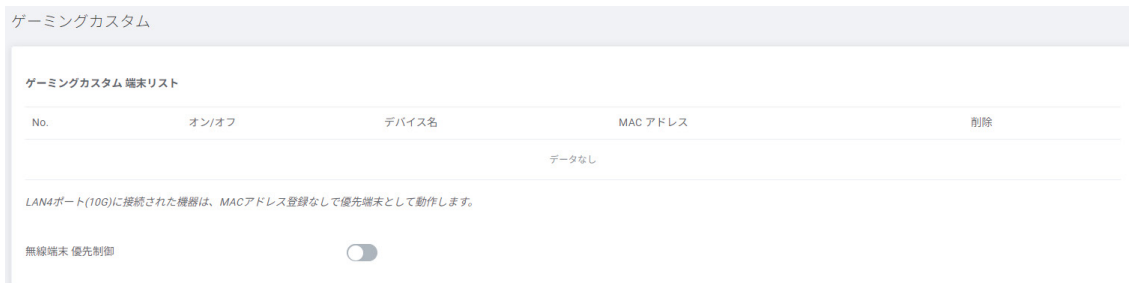 ゲーミングカスタム
ゲーミングカスタム 端末リスト
No. オン/オフ デバイス名 MAC アドレス 削除
データなし
LAN4ポート(10G)に接続された機器は、MACアドレス登録なしで優先端末として動作します。
無線端末 優先制御